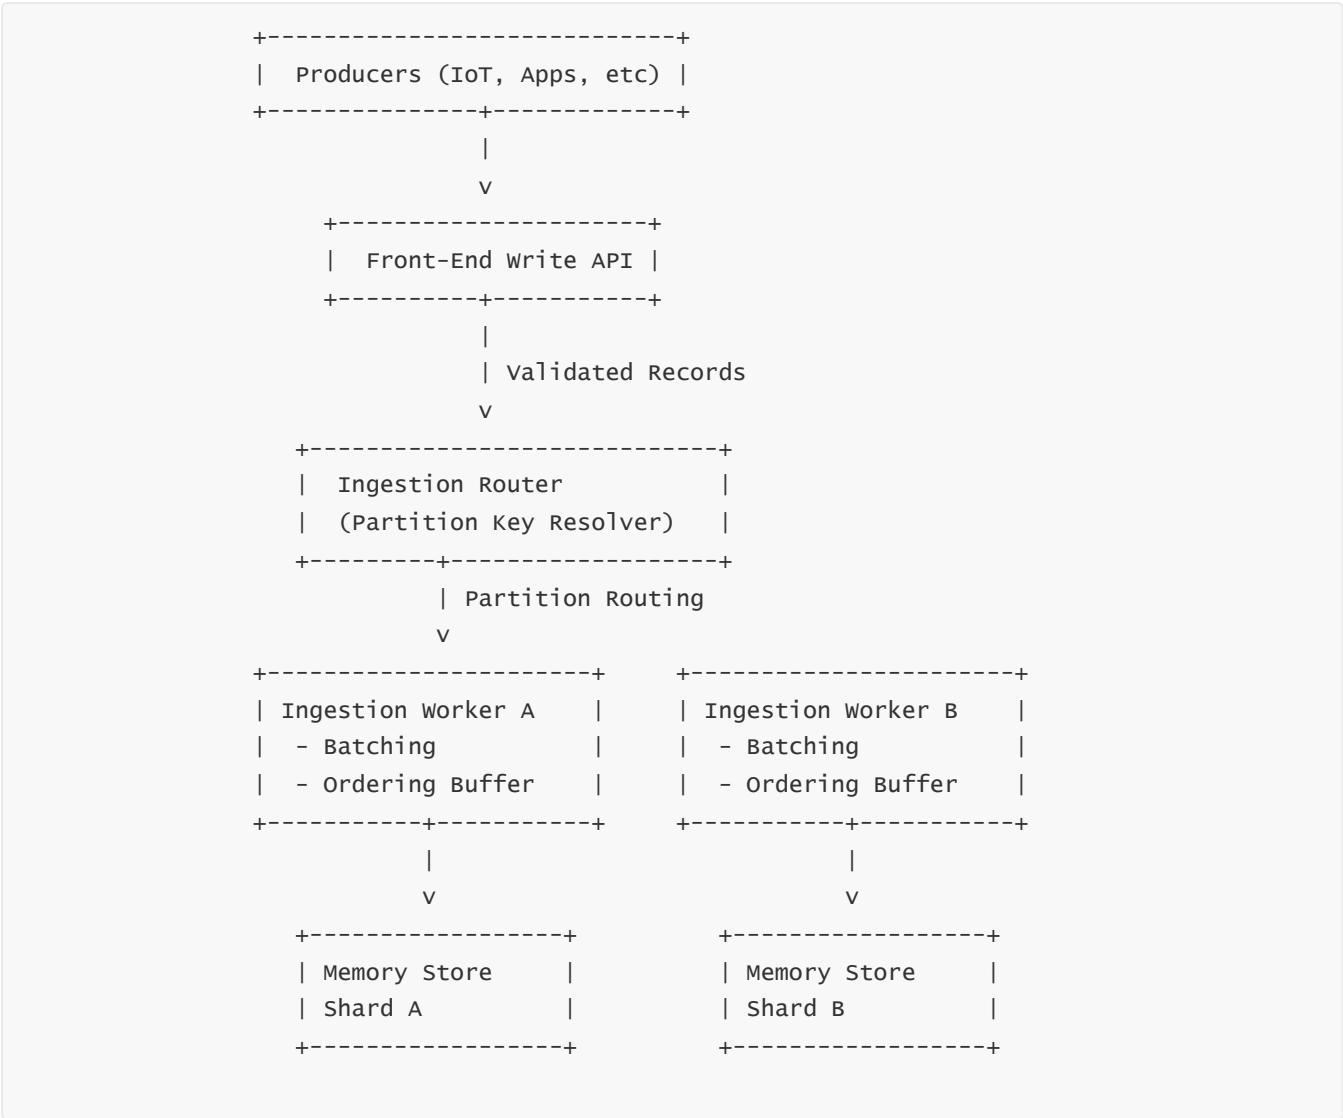 +-----------------------------+
|  Producers (IoT, Apps, etc) |
+---------------+-------------+
|
v
+----------------------+
|  Front-End Write API |
+----------+-----------+
|
| Validated Records
v
+-----------------------------+
|  Ingestion Router           |
|  (Partition Key Resolver)   |
+---------+-------------------+
| Partition Routing
v
+-----------------------+     +-----------------------+
| Ingestion Worker A    |     | Ingestion Worker B    |
|  - Batching           |     |  - Batching           |
|  - Ordering Buffer    |     |  - Ordering Buffer    |
+-----------+-----------+     +-----------+-----------+
|                             |
v                             v
+------------------+          +------------------+
| Memory Store     |          | Memory Store     |
| Shard A          |          | Shard B          |
+------------------+          +------------------+